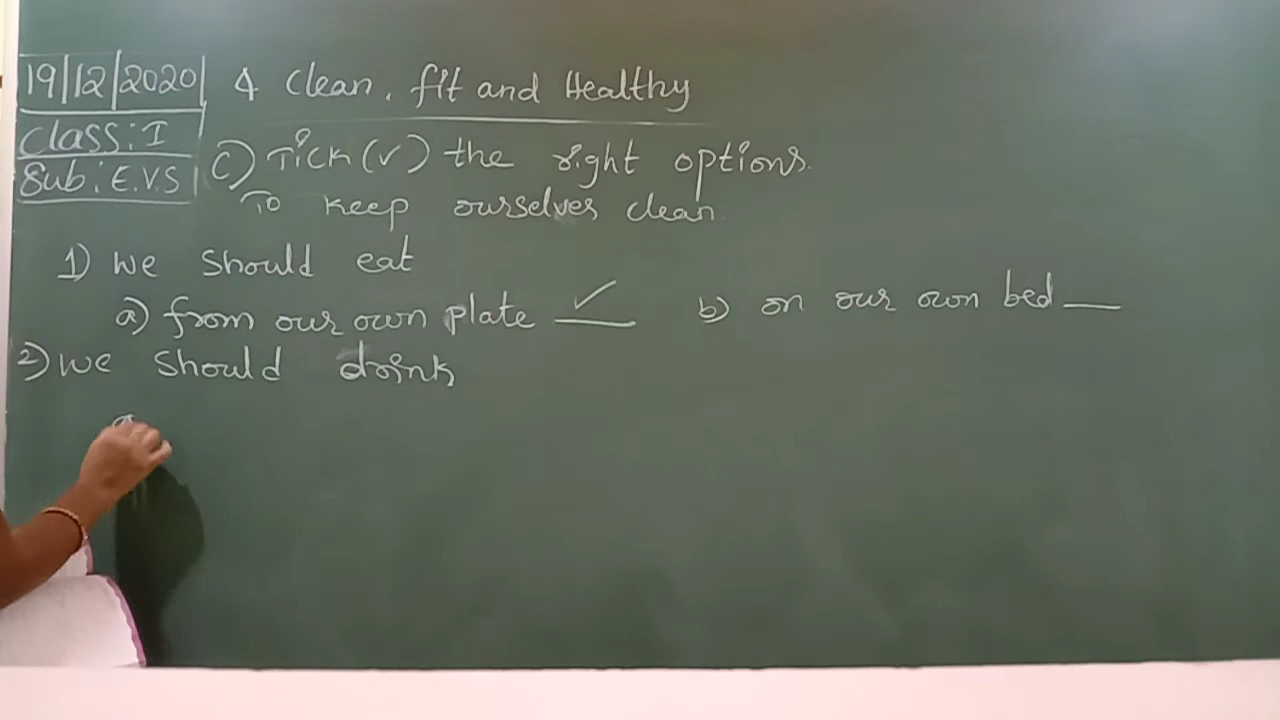 19/12/2020 4 Clean, fit and Healthy
Class: I
Sub: E.V.S
C) Tick (✓) the right options.
To keep ourselves clean.
1) we should eat
a) from our own plate ✓ b) on our own bed __
2) we should drink
a